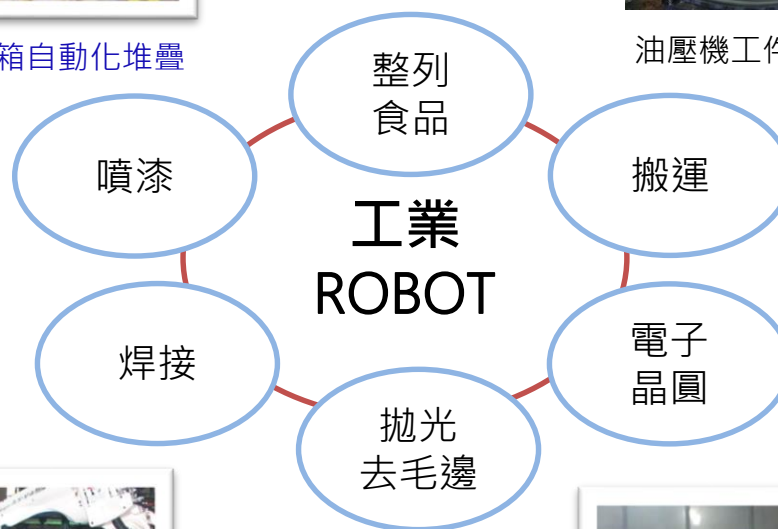 箱自動化堆疊
油壓機工件
整列
食品
噴漆
搬運
工業
ROBOT
焊接
電子
晶圓
拋光
去毛邊